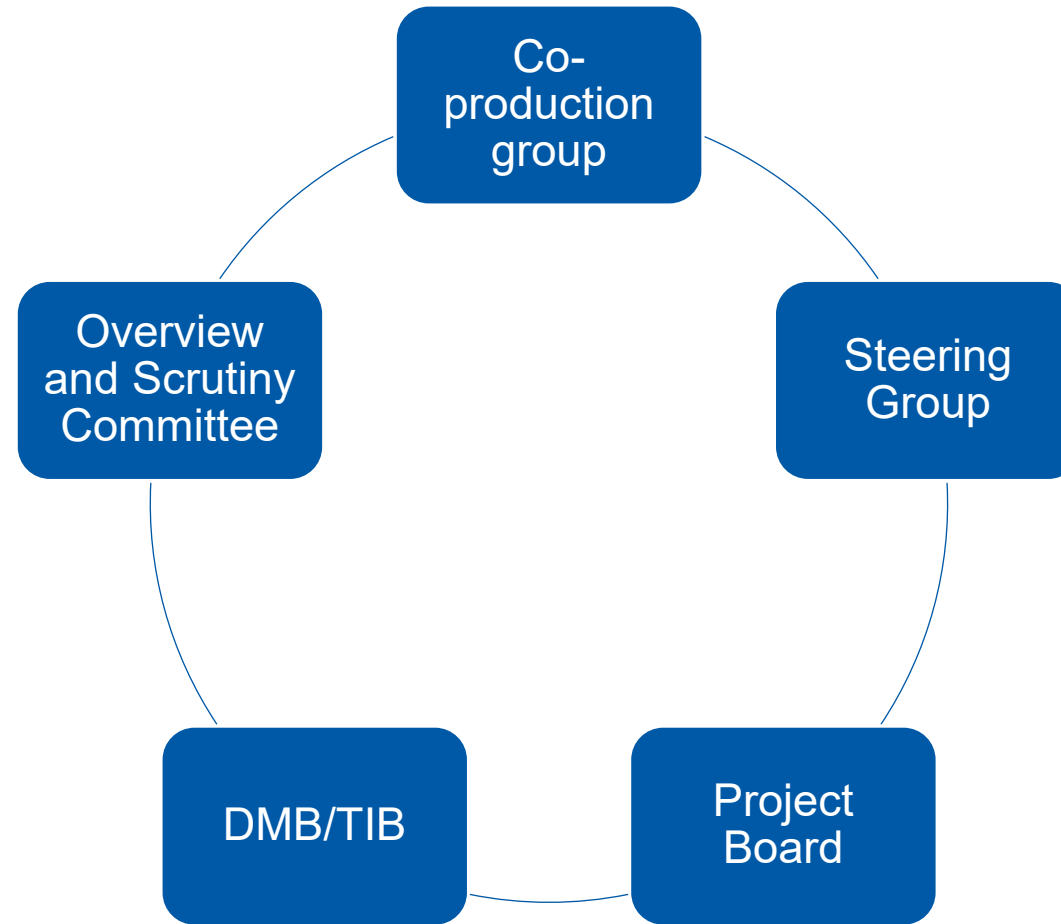 Co-
production
group
Steering
Group
Project
Board
DMB/TIB
Overview
and Scrutiny
Committee